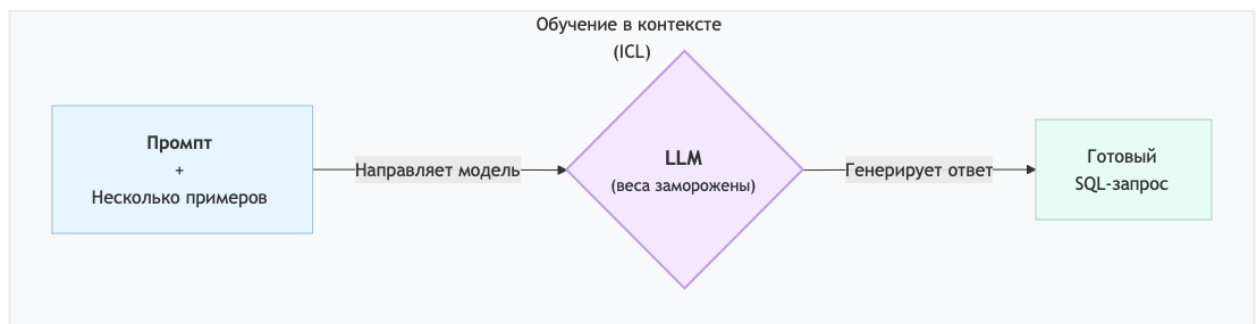 Обучение в контексте
(ICL)
Промпт
+
Несколько примеров
Направляет модель
LLM
(веса заморожены)
Генерирует ответ
Готовый
SQL-запрос